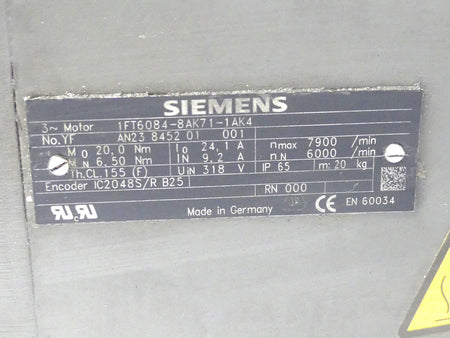 SIEMENS
3~ Motor 1FT6084-8AK71-1AK4
No.YF AN23 8452 01 001
M0 20,0 Nm I0 24,1 A nmax 7900 /min
MN 6,50 Nm IN 9,2 A nN 6000 /min
Th.CL.155 (F) UiN 318 V IP 65 m: 20 kg
Encoder IC2048S/R B25 RN 000
Made in Germany CE EN 60034